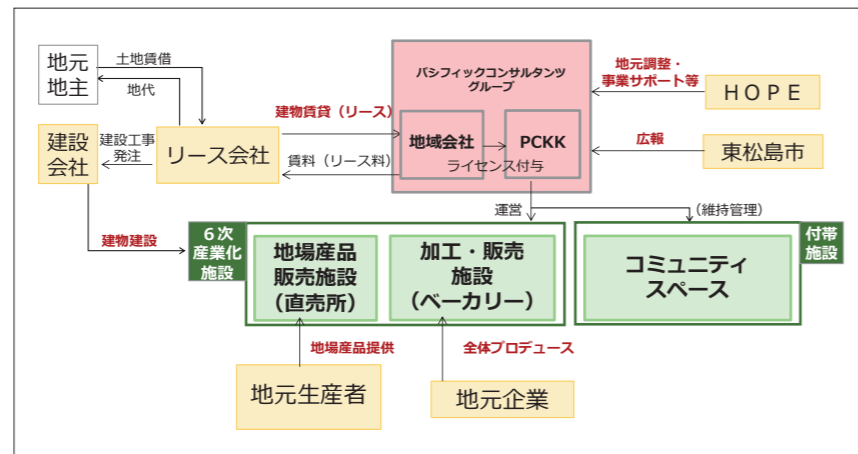 地元
地主
土地賃借
地代
パシフィックコンサルタンツ
グループ
地元調整・
事業サポート等
HOPE
建物賃貸（リース）
建設
会社
建設工事
発注
リース会社
賃料（リース料）
地域会社
PCKK
ライセンス付与
広報
東松島市
運営
（維持管理）
建物建設
６次
産業化
施設
地場産品
販売施設
（直売所）
加工・販売
施設
（ベーカリー）
コミュニティ
スペース
付帯
施設
地場産品提供
全体プロデュース
地元生産者
地元企業